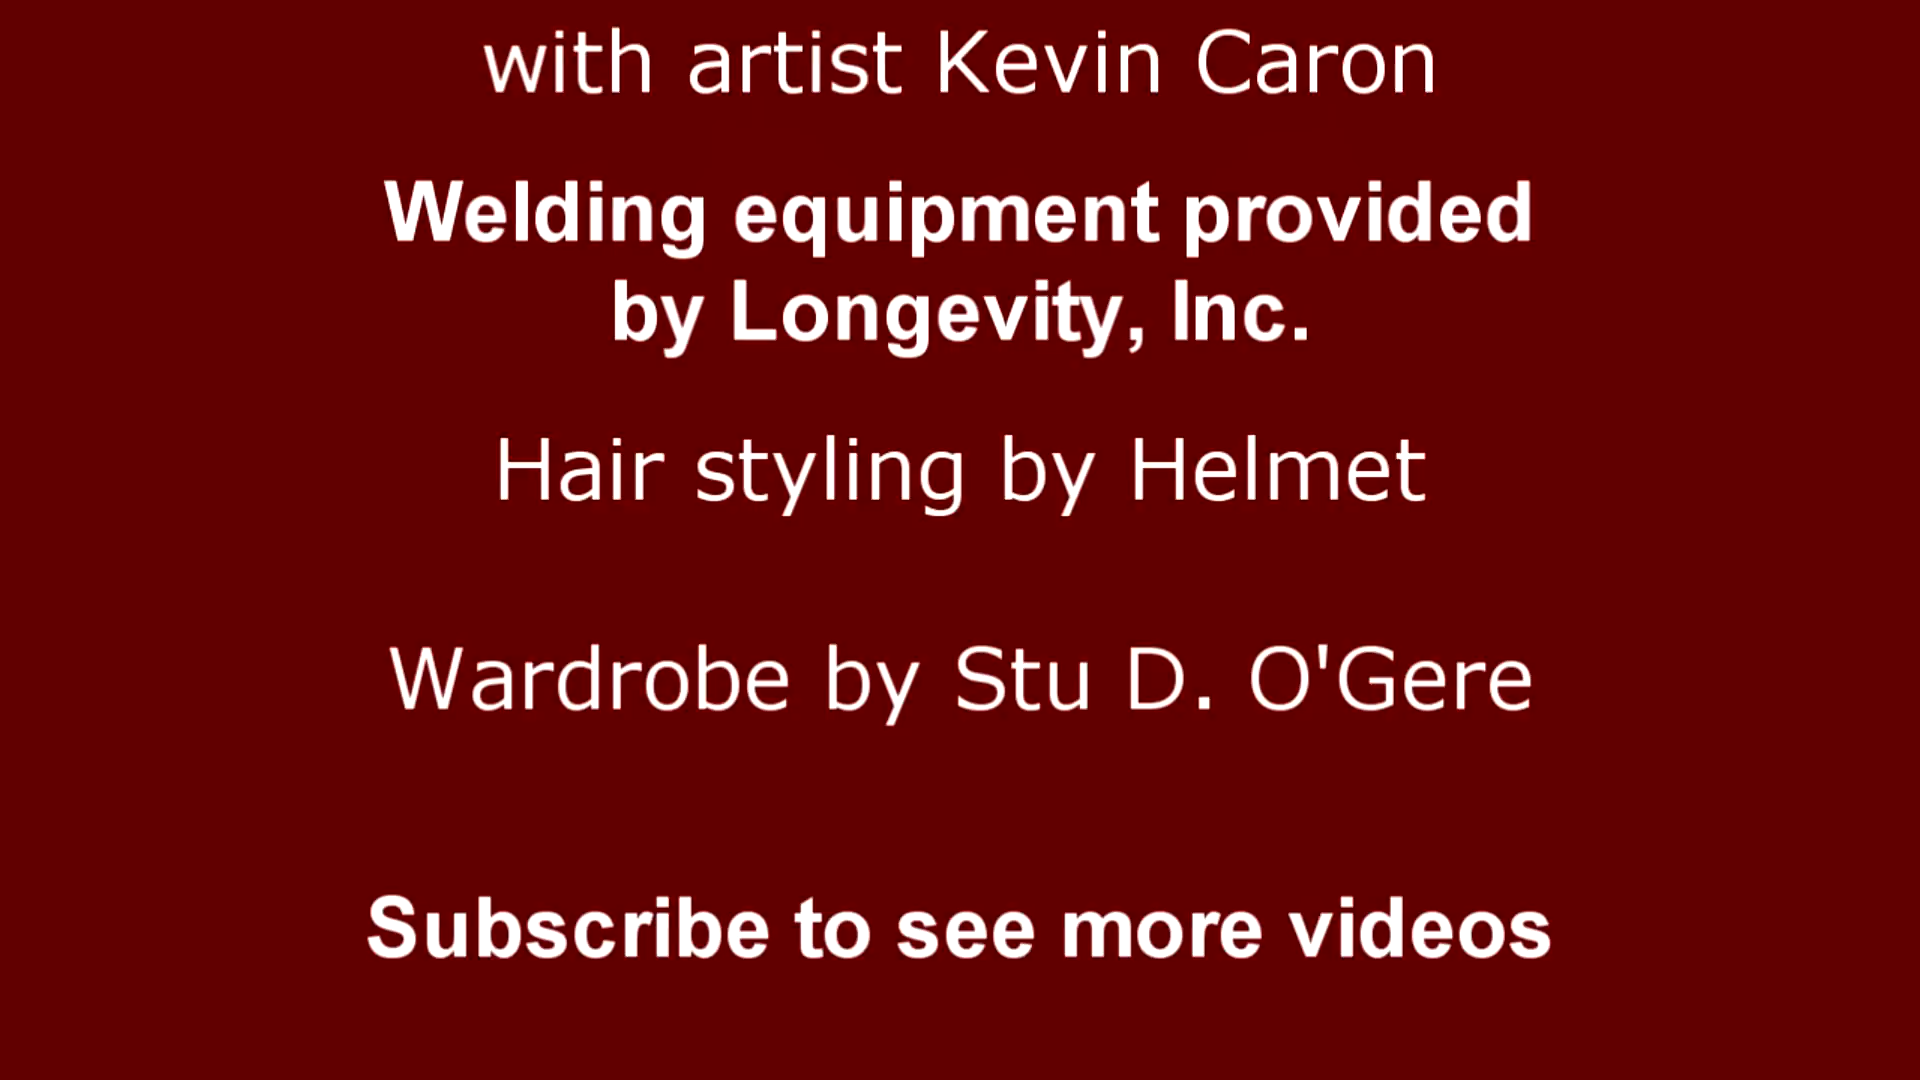 with artist Kevin Caron
Welding equipment provided
by Longevity, Inc.
Hair styling by Helmet
Wardrobe by Stu D. O'Gere
Subscribe to see more videos